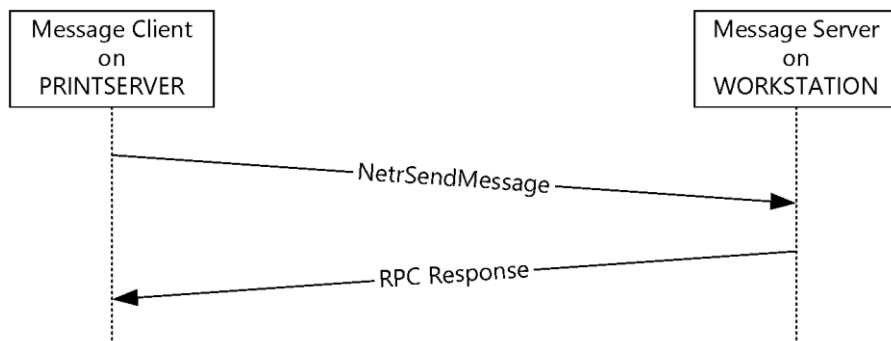 Message Client
on
PRINTSERVER
Message Server
on
WORKSTATION
NetrSendMessage
RPC Response